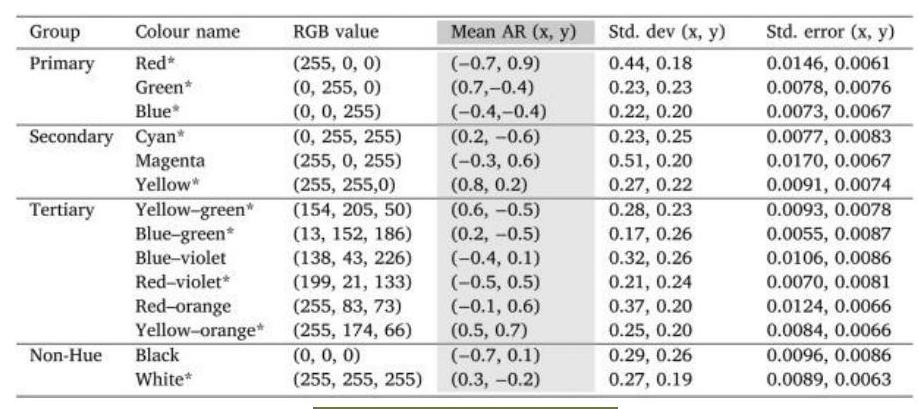 Group Colour name RGB value Mean AR (x, y) Std. dev (x, y) Std. error (x, y)
Primary Red* (255, 0, 0) (−0.7, 0.9) 0.44, 0.18 0.0146, 0.0061
Green* (0, 255, 0) (0.7,−0.4) 0.23, 0.23 0.0078, 0.0076
Blue* (0, 0, 255) (−0.4,−0.4) 0.22, 0.20 0.0073, 0.0067
Secondary Cyan* (0, 255, 255) (0.2, −0.6) 0.23, 0.25 0.0077, 0.0083
Magenta (255, 0, 255) (−0.3, 0.6) 0.51, 0.20 0.0170, 0.0067
Yellow* (255, 255,0) (0.8, 0.2) 0.27, 0.22 0.0091, 0.0074
Tertiary Yellow–green* (154, 205, 50) (0.6, −0.5) 0.28, 0.23 0.0093, 0.0078
Blue–green* (13, 152, 186) (0.2, −0.5) 0.17, 0.26 0.0055, 0.0087
Blue–violet (138, 43, 226) (−0.4, 0.1) 0.32, 0.26 0.0106, 0.0086
Red–violet* (199, 21, 133) (−0.5, 0.5) 0.21, 0.24 0.0070, 0.0081
Red–orange (255, 83, 73) (−0.1, 0.6) 0.37, 0.20 0.0124, 0.0066
Yellow–orange* (255, 174, 66) (0.5, 0.7) 0.25, 0.20 0.0084, 0.0066
Non-Hue Black (0, 0, 0) (−0.7, 0.1) 0.29, 0.26 0.0096, 0.0086
White* (255, 255, 255) (0.3, −0.2) 0.27, 0.19 0.0089, 0.0063